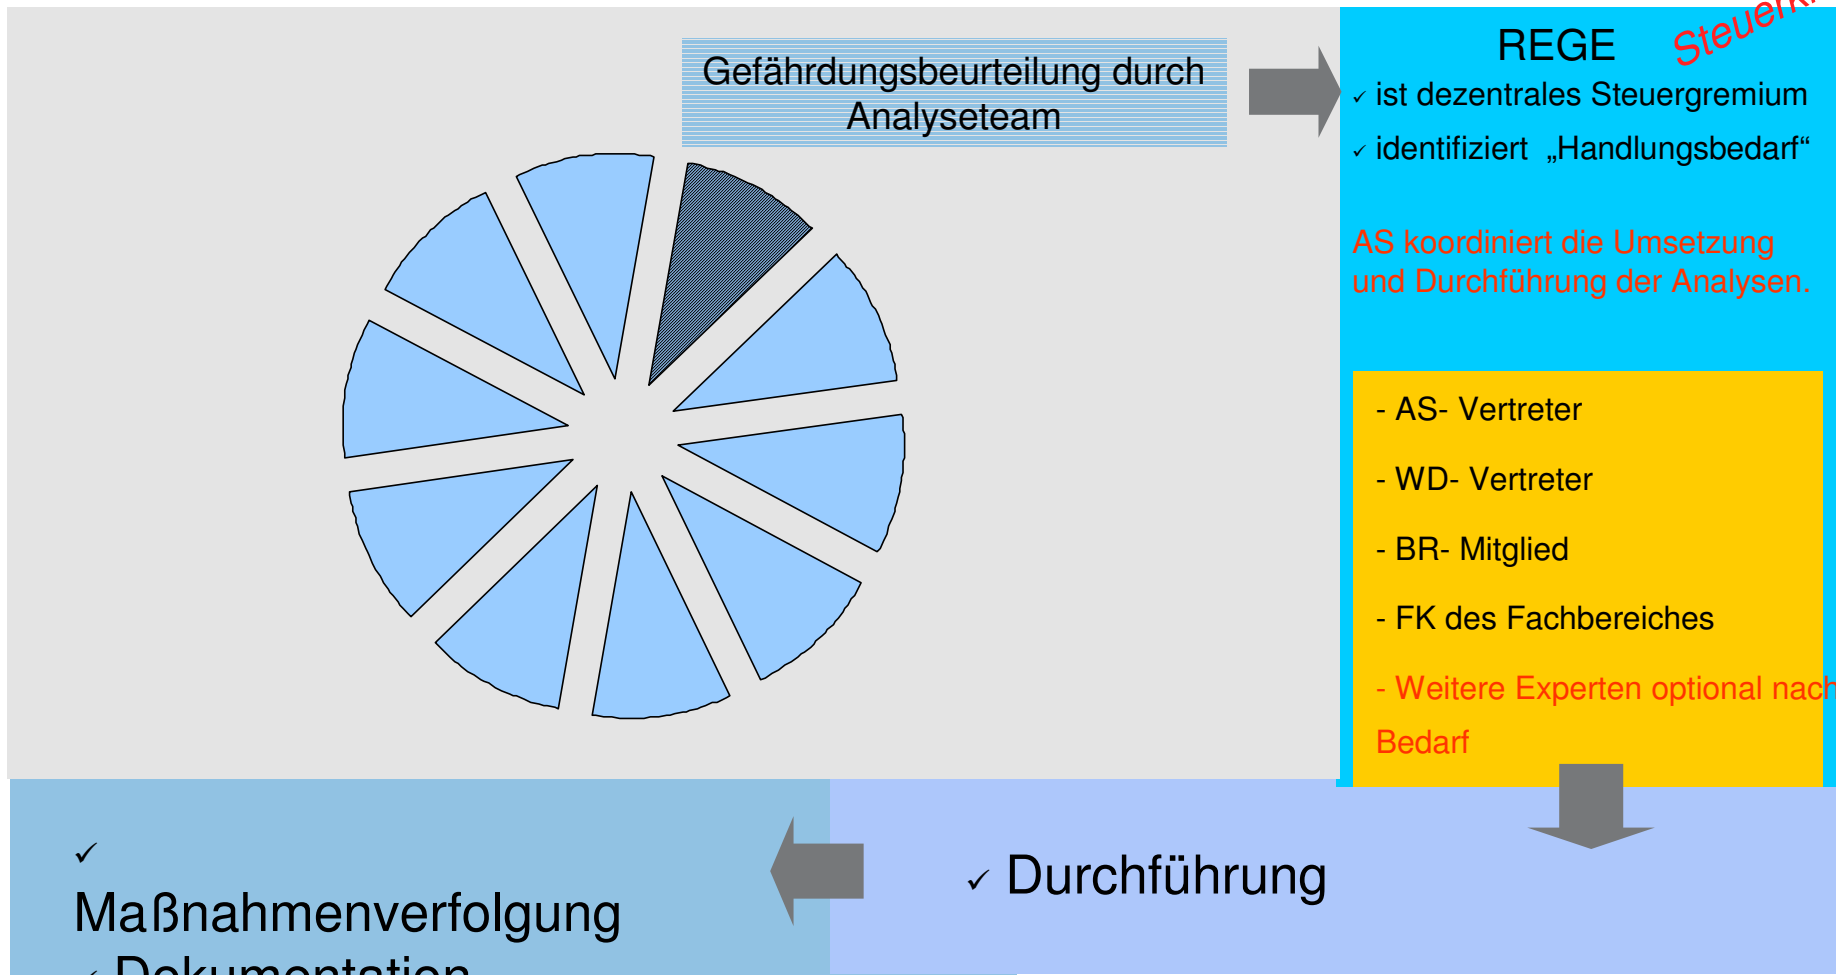 Gefährdungsbeurteilung durch
Analyseteam
REGE
✓ ist dezentrales Steuergremium
✓ identifiziert „Handlungsbedarf“
AS koordiniert die Umsetzung
und Durchführung der Analysen.
- AS- Vertreter
- WD- Vertreter
- BR- Mitglied
- FK des Fachbereiches
- Weitere Experten optional nach
Bedarf
✓ Durchführung
✓
Maßnahmenverfolgung
✓ Dokumentation